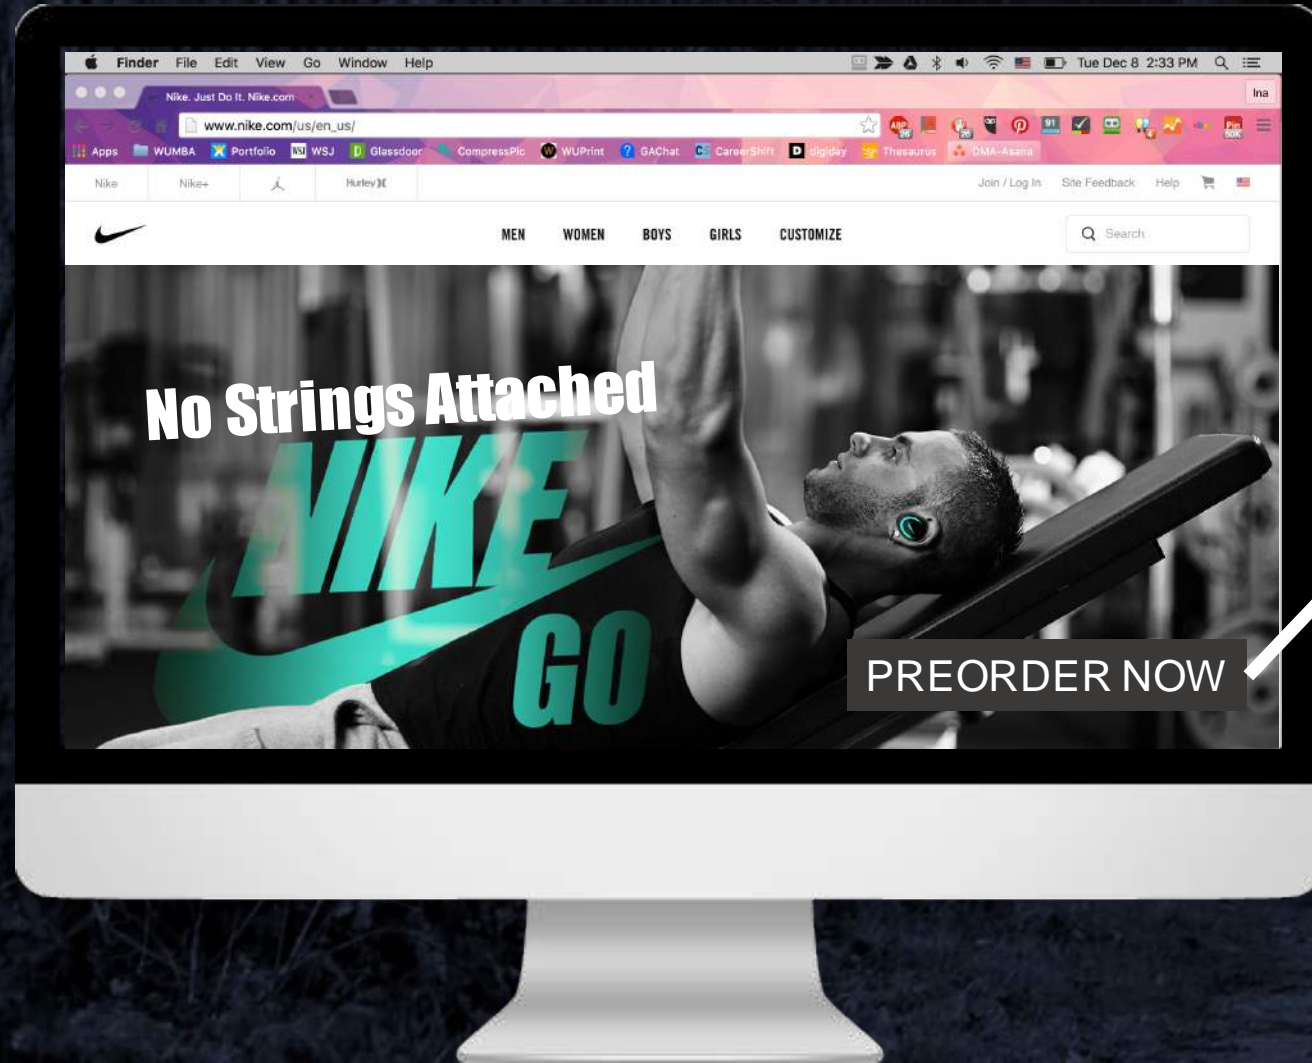 Finder File Edit View Go Window Help Tue Dec 8 2:33 PM
Nike. Just Do It. Nike.com Ina
www.nike.com/us/en_us/
Apps WUMBA Portfolio WSJ Glassdoor CompressPic WUPrint GAChat CareerShift digiday Thesaurus DMA-Asana
Nike Nike+ Hurley Join / Log In Site Feedback Help
MEN WOMEN BOYS GIRLS CUSTOMIZE Search
No Strings Attached
NIKE
GO
PREORDER NOW